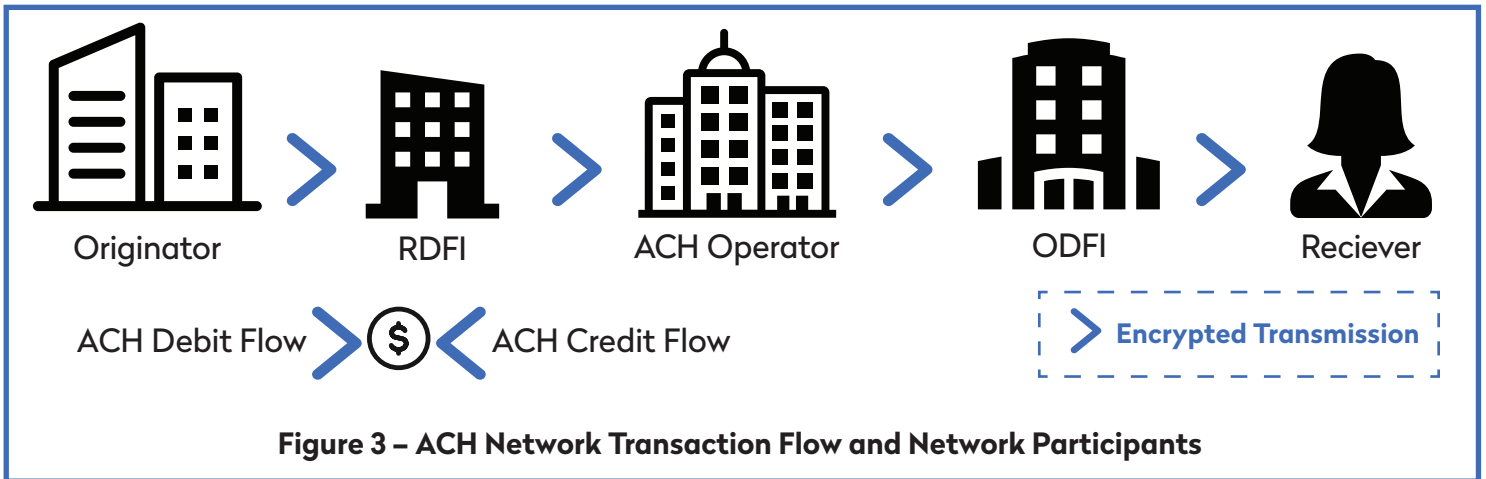 Originator
RDFI
ACH Operator
ODFI
Reciever
ACH Debit Flow
$
ACH Credit Flow
Encrypted Transmission
Figure 3 – ACH Network Transaction Flow and Network Participants